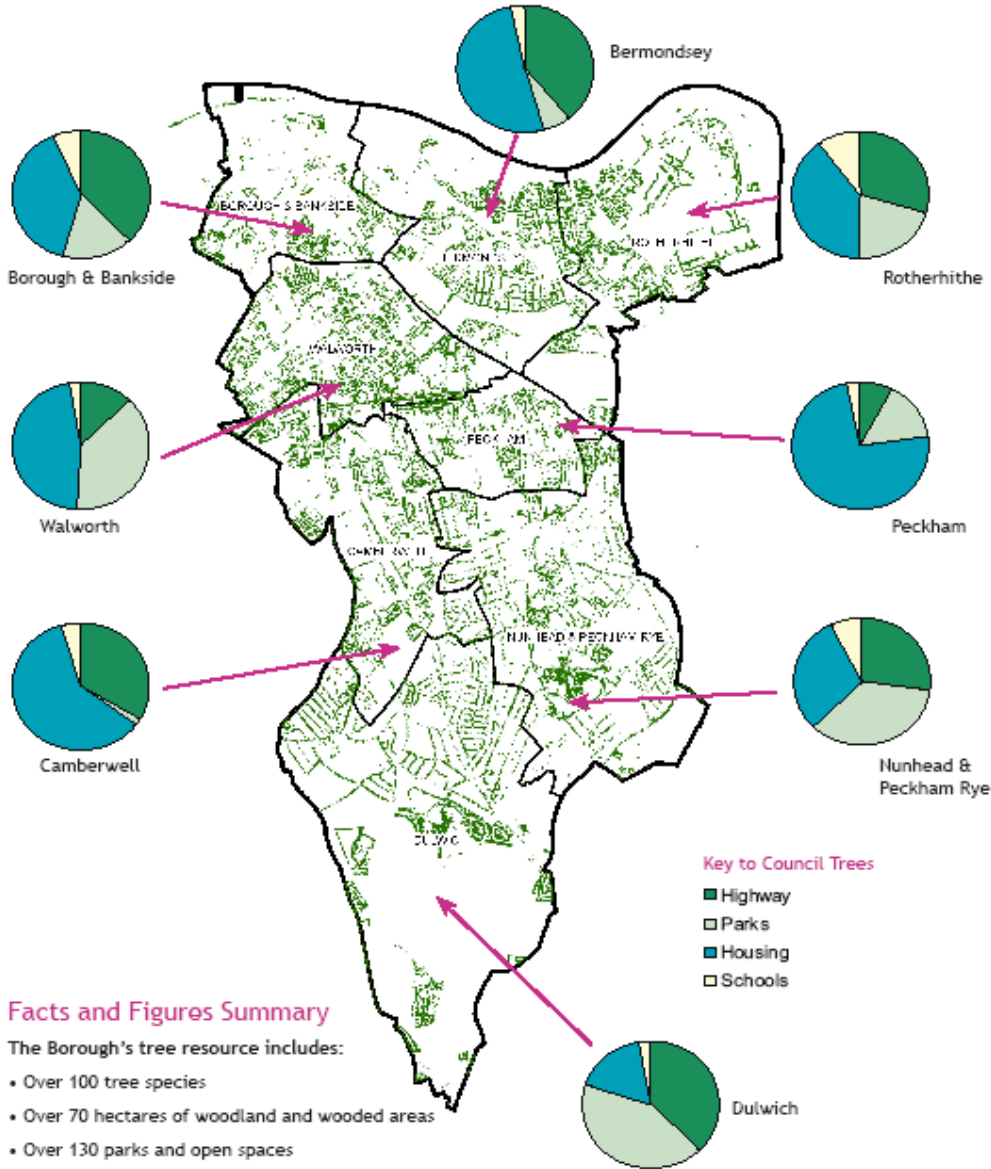 Bermondsey
Borough & Bankside
Rotherhithe
BOROUGH & BANKSIDE
WALWORTH
PECKHAM
Walworth
Peckham
NUNHEAD & PECKHAM RYE
Camberwell
Nunhead &
Peckham Rye
Key to Council Trees
Highway
Parks
Housing
Schools
Facts and Figures Summary
The Borough's tree resource includes:
• Over 100 tree species
• Over 70 hectares of woodland and wooded areas
• Over 130 parks and open spaces
Dulwich